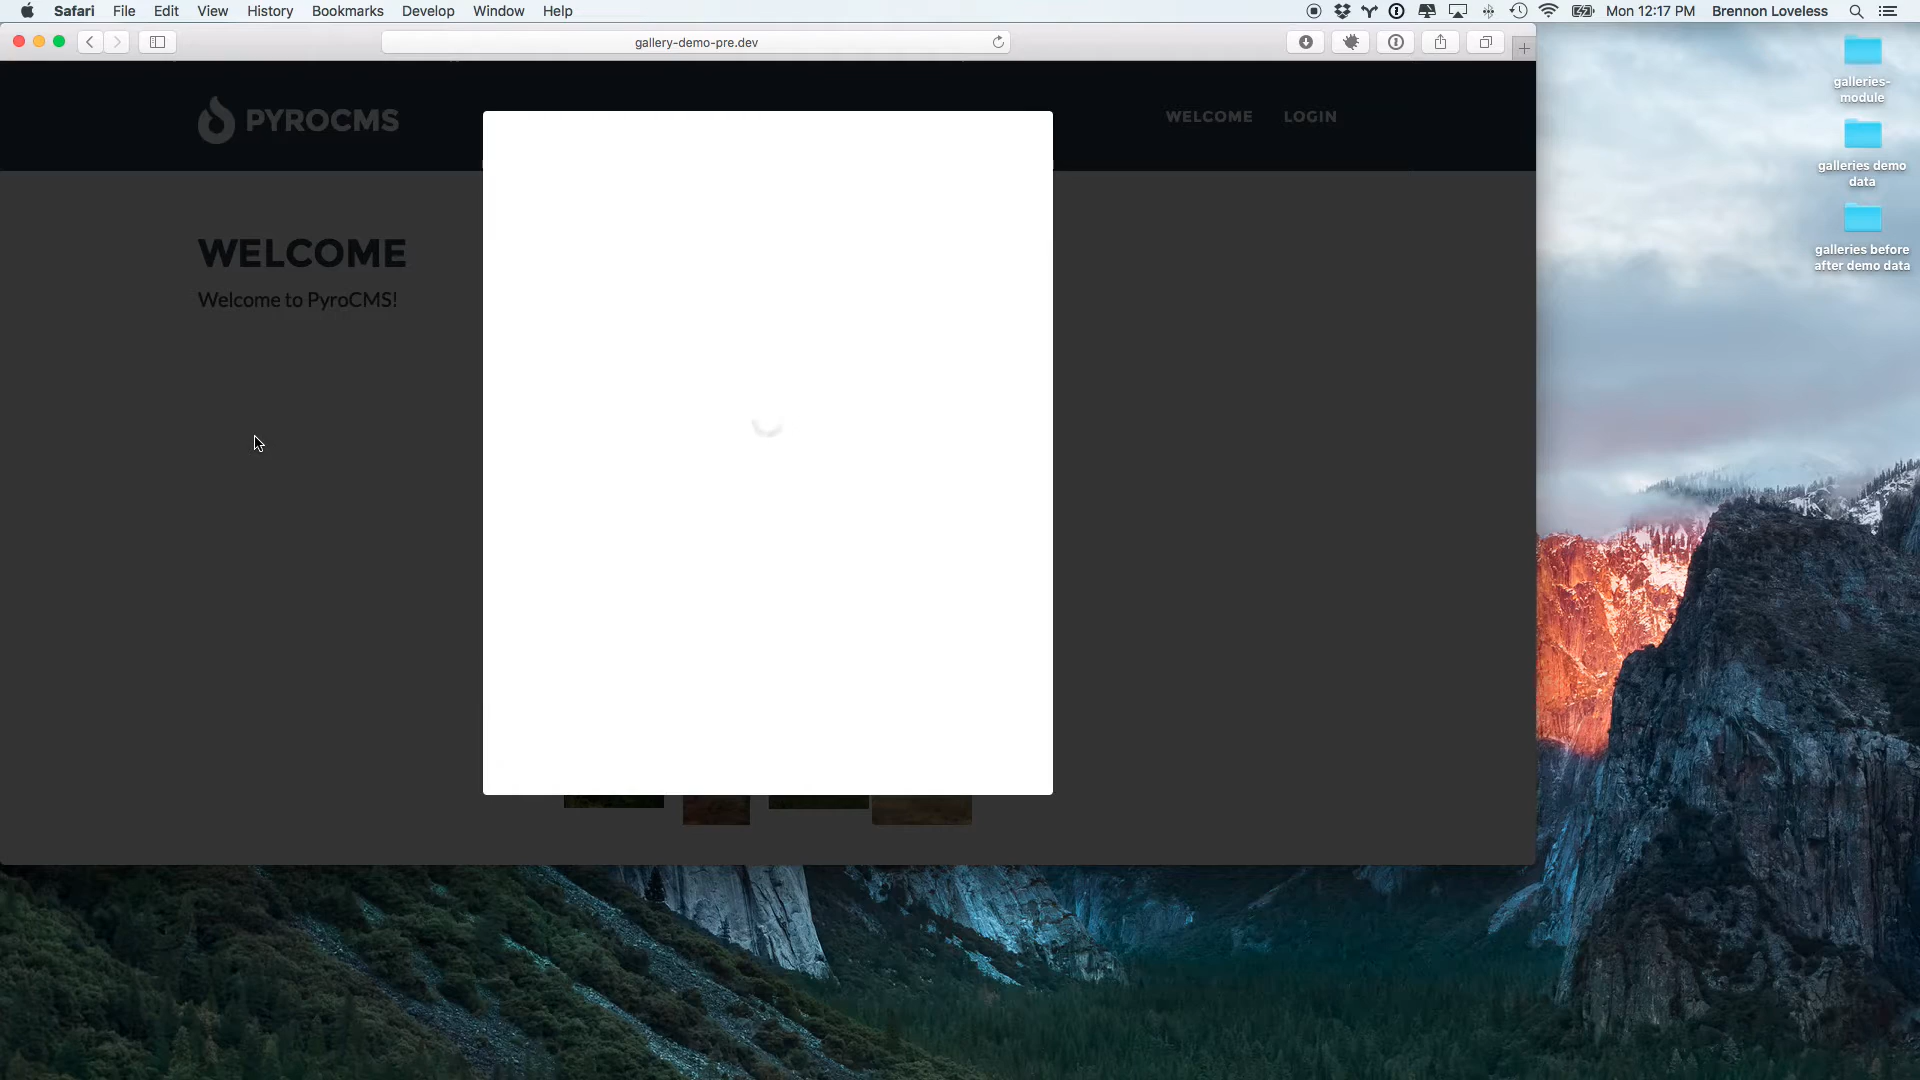 Safari File Edit View History Bookmarks Develop Window Help Mon 12:17 PM Brennon Loveless
gallery-demo-pre.dev
PYROCMS
WELCOME LOGIN
WELCOME
Welcome to PyroCMS!
galleries-
module
galleries demo
data
galleries before
after demo data